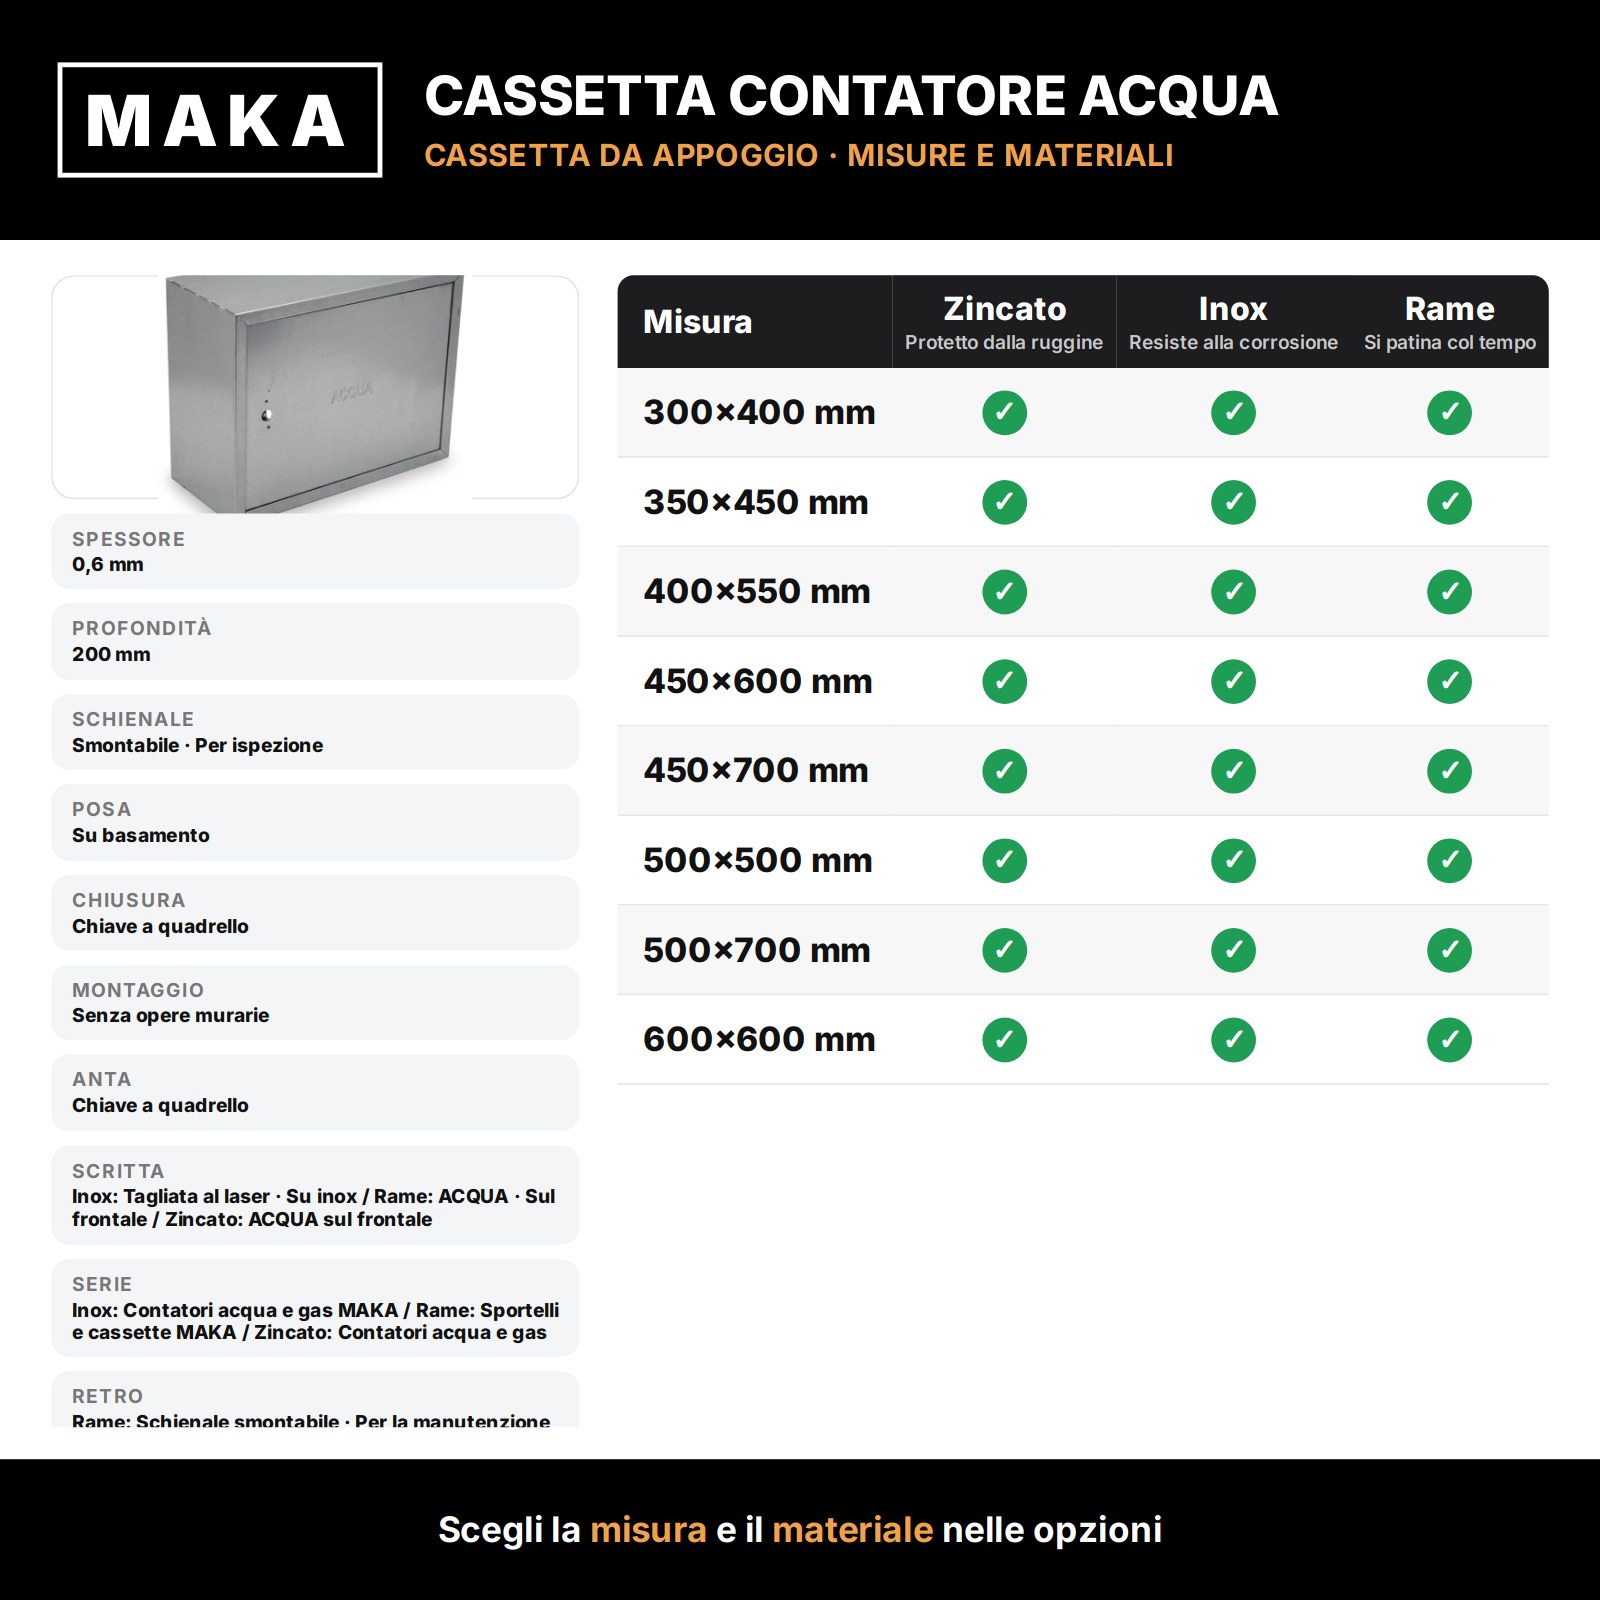 MAKA
CASSETTA CONTATORE ACQUA
CASSETTA DA APPOGGIO · MISURE E MATERIALI
ACQUA
SPESSORE
0,6 mm
PROFONDITÀ
200 mm
SCHIENALE
Smontabile · Per ispezione
POSA
Su basamento
CHIUSURA
Chiave a quadrello
MONTAGGIO
Senza opere murarie
ANTA
Chiave a quadrello
SCRITTA
Inox: Tagliata al laser · Su inox / Rame: ACQUA · Sul
frontale / Zincato: ACQUA sul frontale
SERIE
Inox: Contatori acqua e gas MAKA / Rame: Sportelli
e cassette MAKA / Zincato: Contatori acqua e gas
RETRO
Rame: Schienale smontabile · Per la manutenzione
Misura Zincato Inox Rame
Protetto dalla ruggine Resiste alla corrosione Si patina col tempo
300×400 mm ✓ ✓ ✓
350×450 mm ✓ ✓ ✓
400×550 mm ✓ ✓ ✓
450×600 mm ✓ ✓ ✓
450×700 mm ✓ ✓ ✓
500×500 mm ✓ ✓ ✓
500×700 mm ✓ ✓ ✓
600×600 mm ✓ ✓ ✓
Scegli la misura e il materiale nelle opzioni